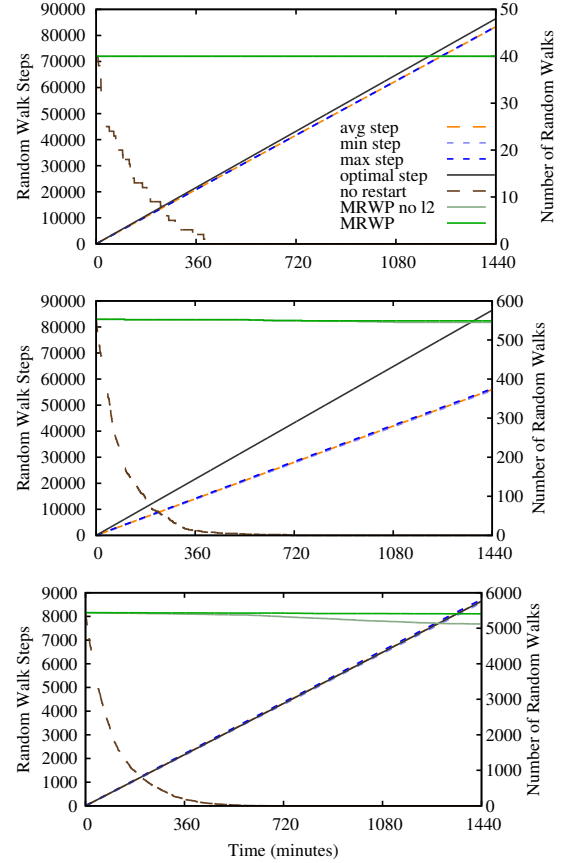 90000
80000
70000
60000
50000
40000
30000
20000
10000
0
Random Walk Steps
50
40
30
20
10
0
Number of Random Walks
avg step
min step
max step
optimal step
no restart
MRWP no l2
MRWP
0 360 720 1080 1440
90000
80000
70000
60000
50000
40000
30000
20000
10000
0
Random Walk Steps
600
500
400
300
200
100
0
Number of Random Walks
0 360 720 1080 1440
9000
8000
7000
6000
5000
4000
3000
2000
1000
0
Random Walk Steps
6000
5000
4000
3000
2000
1000
0
Number of Random Walks
0 360 720 1080 1440
Time (minutes)